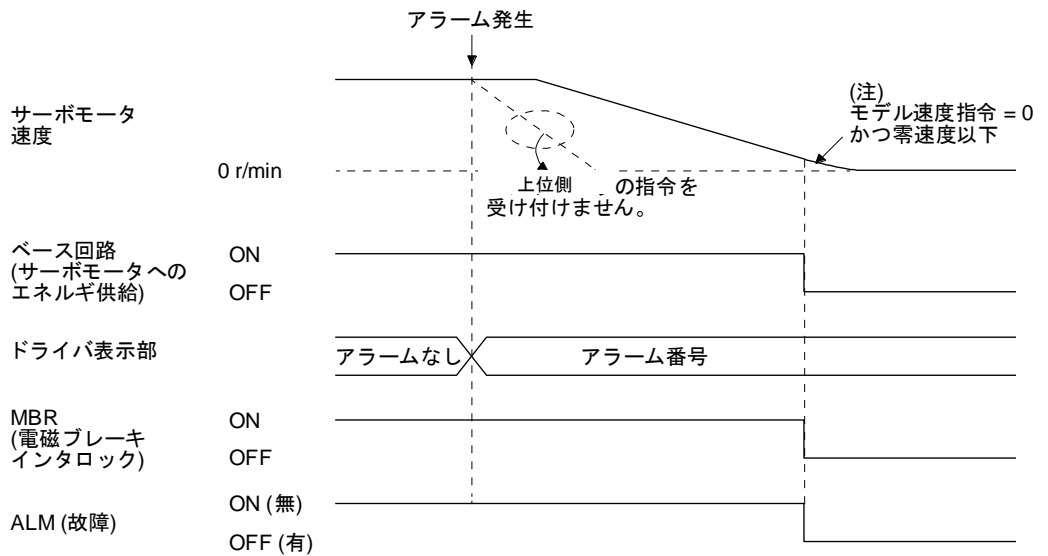 アラーム発生
サーボモータ
速度
0 r/min
(注)
モデル速度指令 = 0
かつ零速度以下
上位側 の指令を
受け付けません。
ベース回路
(サーボモータへの
エネルギ供給)
ON
OFF
ドライバ表示部
アラームなし
アラーム番号
MBR
(電磁ブレーキ
インタロック)
ON
OFF
ALM (故障)
ON (無)
OFF (有)